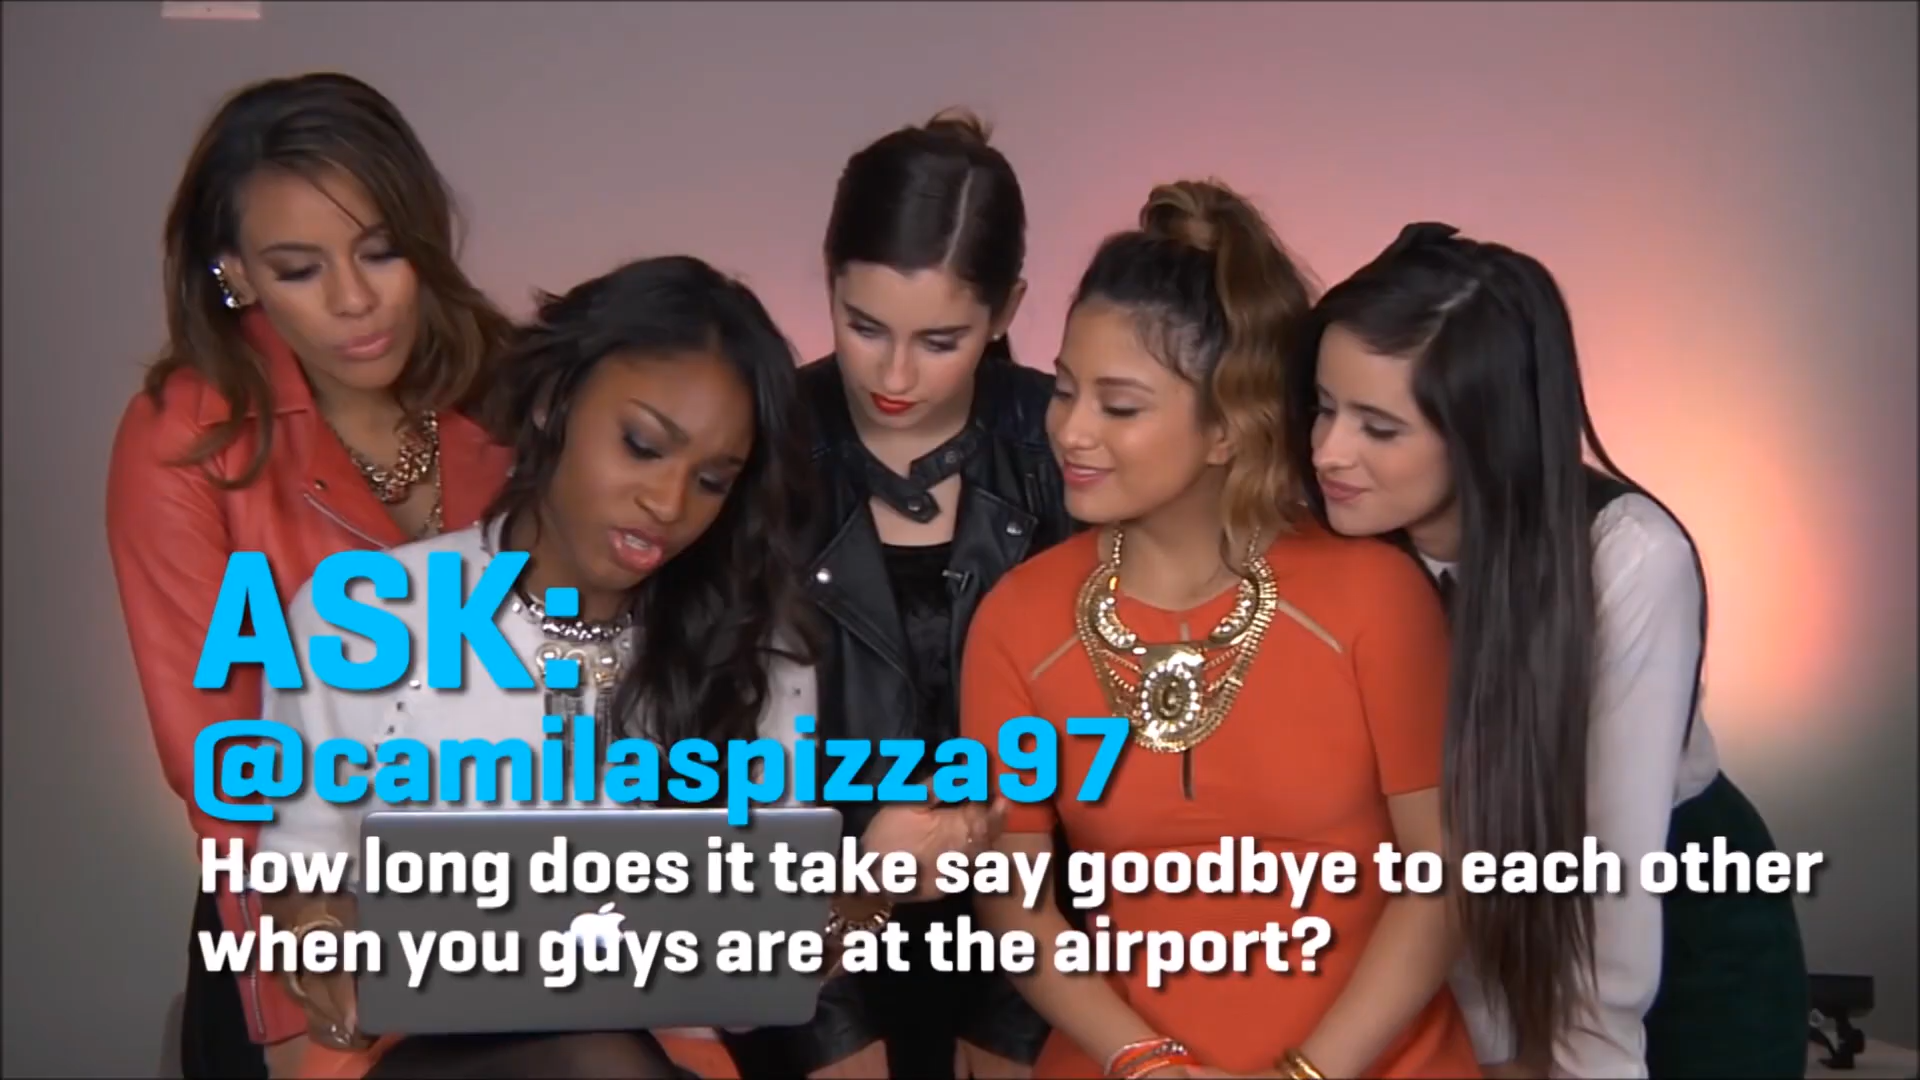 ASK:
@camilaspizza97
How long does it take say goodbye to each other
when you guys are at the airport?